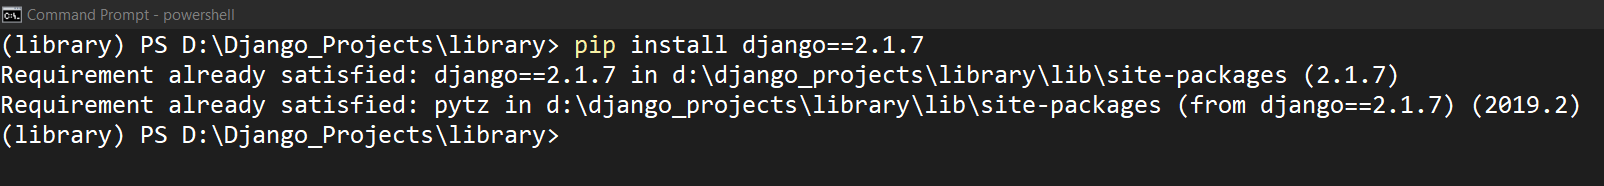 Command Prompt - powershell
(library) PS D:\Django_Projects\library> pip install django==2.1.7
Requirement already satisfied: django==2.1.7 in d:\django_projects\library\lib\site-packages (2.1.7)
Requirement already satisfied: pytz in d:\django_projects\library\lib\site-packages (from django==2.1.7) (2019.2)
(library) PS D:\Django_Projects\library>